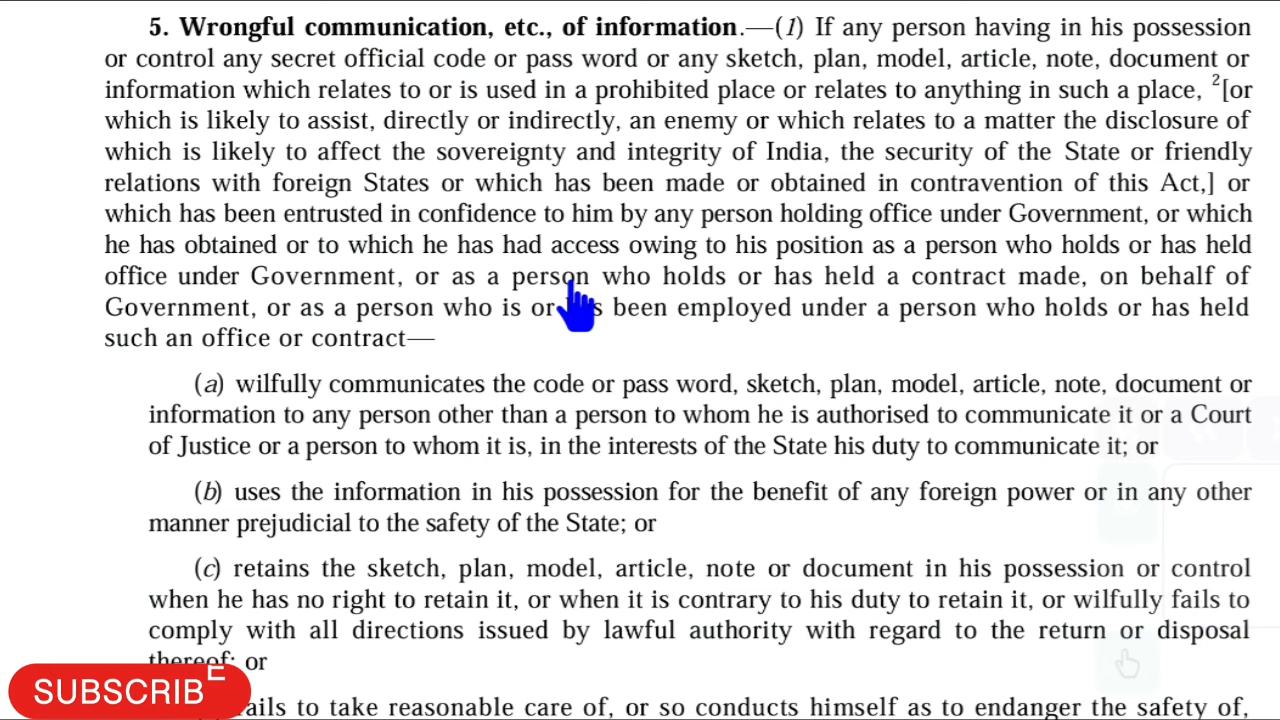 5. Wrongful communication, etc., of information.—(1) If any person having in his possession
or control any secret official code or pass word or any sketch, plan, model, article, note, document or
information which relates to or is used in a prohibited place or relates to anything in such a place, 2[or
which is likely to assist, directly or indirectly, an enemy or which relates to a matter the disclosure of
which is likely to affect the sovereignty and integrity of India, the security of the State or friendly
relations with foreign States or which has been made or obtained in contravention of this Act,] or
which has been entrusted in confidence to him by any person holding office under Government, or which
he has obtained or to which he has had access owing to his position as a person who holds or has held
office under Government, or as a person who holds or has held a contract made, on behalf of
Government, or as a person who is or been employed under a person who holds or has held
such an office or contract—
(a) wilfully communicates the code or pass word, sketch, plan, model, article, note, document or
information to any person other than a person to whom he is authorised to communicate it or a Court
of Justice or a person to whom it is, in the interests of the State his duty to communicate it; or
(b) uses the information in his possession for the benefit of any foreign power or in any other
manner prejudicial to the safety of the State; or
(c) retains the sketch, plan, model, article, note or document in his possession or control
when he has no right to retain it, or when it is contrary to his duty to retain it, or wilfully fails to
comply with all directions issued by lawful authority with regard to the return or disposal
thereof; or
SUBSCRIBE
to take reasonable care of, or so conducts himself as to endanger the safety of,